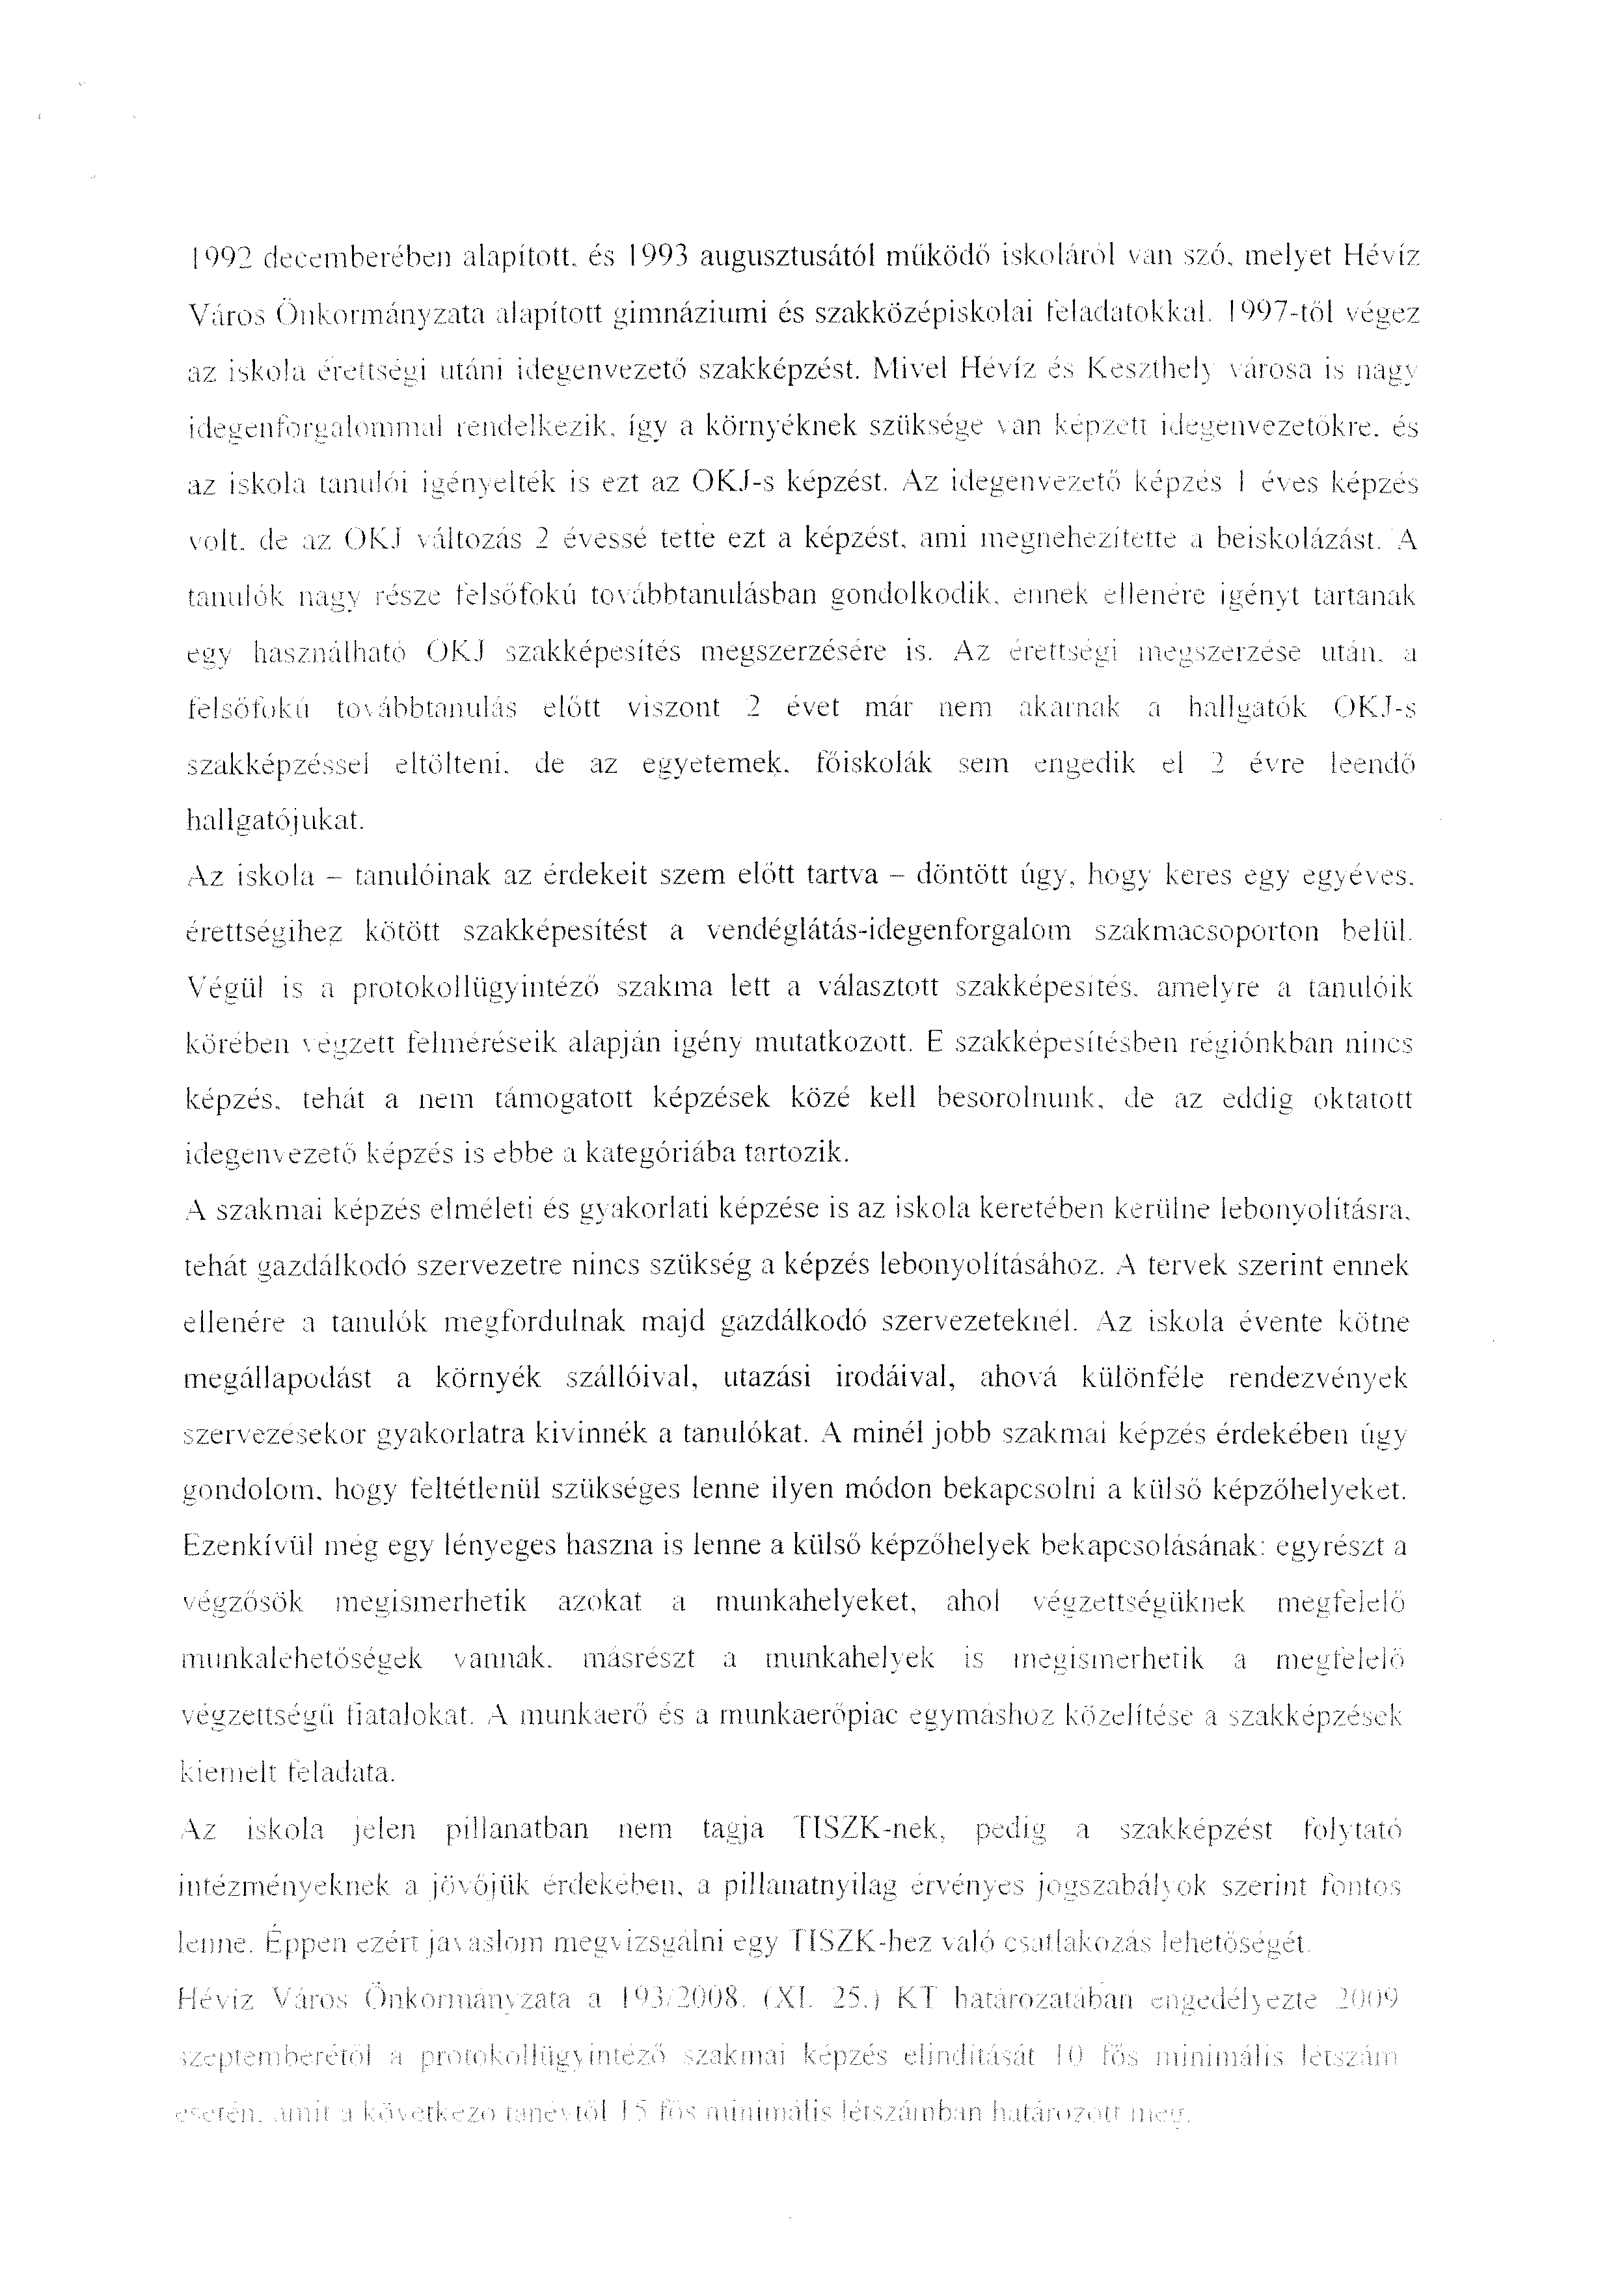 1992 decemberében alapított, és 1993 augusztusától működő iskoláról van szó, melyet Hévíz
Város Önkormányzata alapított gimnáziumi és szakközépiskolai feladatokkal. 1997-től végez
az iskola érettségi utáni idegenvezető szakképzést. Mivel Hévíz és Keszthely városa is nagy
idegenforgalommal rendelkezik, így a környéknek szüksége van képzett idegenvezetőkre, és
az iskola tanulói igényelték is ezt az OKJ-s képzést. Az idegenvezető képzés 1 éves képzés
volt, de az OKJ változás 2 évessé tette ezt a képzést, ami megnehezítette a beiskolázást. A
tanulók nagy része felsőfokú továbbtanulásban gondolkodik, ennek ellenére igényt tartanak
egy használható OKJ szakképesítés megszerzésére is. Az érettségi megszerzése után, a
felsőfokú továbbtanulás előtt viszont 2 évet már nem akarnak a hallgatók OKJ-s
szakképzéssel eltölteni, de az egyetemek, főiskolák sem engedik el 2 évre leendő
hallgatójukat.
Az iskola – tanulóinak az érdekeit szem előtt tartva – döntött úgy, hogy keres egy egyéves,
érettségihez kötött szakképesítést a vendéglátás-idegenforgalom szakmacsoporton belül.
Végül is a protokollügyintéző szakma lett a választott szakképesítés, amelyre a tanulóik
körében végzett felméréseik alapján igény mutatkozott. E szakképesítésben régiónkban nincs
képzés, tehát a nem támogatott képzések közé kell besorolnunk, de az eddig oktatott
idegenvezető képzés is ebbe a kategóriába tartozik.
A szakmai képzés elméleti és gyakorlati képzése is az iskola keretében kerülne lebonyolításra,
tehát gazdálkodó szervezetre nincs szükség a képzés lebonyolításához. A tervek szerint ennek
ellenére a tanulók megfordulnak majd gazdálkodó szervezeteknél. Az iskola évente kötne
megállapodást a környék szállóival, utazási irodáival, ahová különféle rendezvények
szervezésekor gyakorlatra kivinnék a tanulókat. A minél jobb szakmai képzés érdekében úgy
gondolom, hogy feltétlenül szükséges lenne ilyen módon bekapcsolni a külső képzőhelyeket.
Ezenkívül még egy lényeges haszna is lenne a külső képzőhelyek bekapcsolásának: egyrészt a
végzősök megismerhetik azokat a munkahelyeket, ahol végzettségüknek megfelelő
munkalehetőségek vannak, másrészt a munkahelyek is megismerhetik a megfelelő
végzettségű fiatalokat. A munkaerő és a munkaerőpiac egymáshoz közelítése a szakképzések
kiemelt feladata.
Az iskola jelen pillanatban nem tagja TISZK-nek, pedig a szakképzést folytató
intézményeknek a jövőjük érdekében, a pillanatnyilag érvényes jogszabályok szerint fontos
lenne. Éppen ezért javaslom megvizsgálni egy TISZK-hez való csatlakozás lehetőségét.
Hévíz Város Önkormányzata a 193/2008. (XI. 25.) KT határozatában engedélyezte 2009
szeptemberétől a protokollügyintéző szakmai képzés elindítását 10 fős minimális létszám
esetén, amit a következő tanévtől 15 fős minimális létszámban határozott meg.